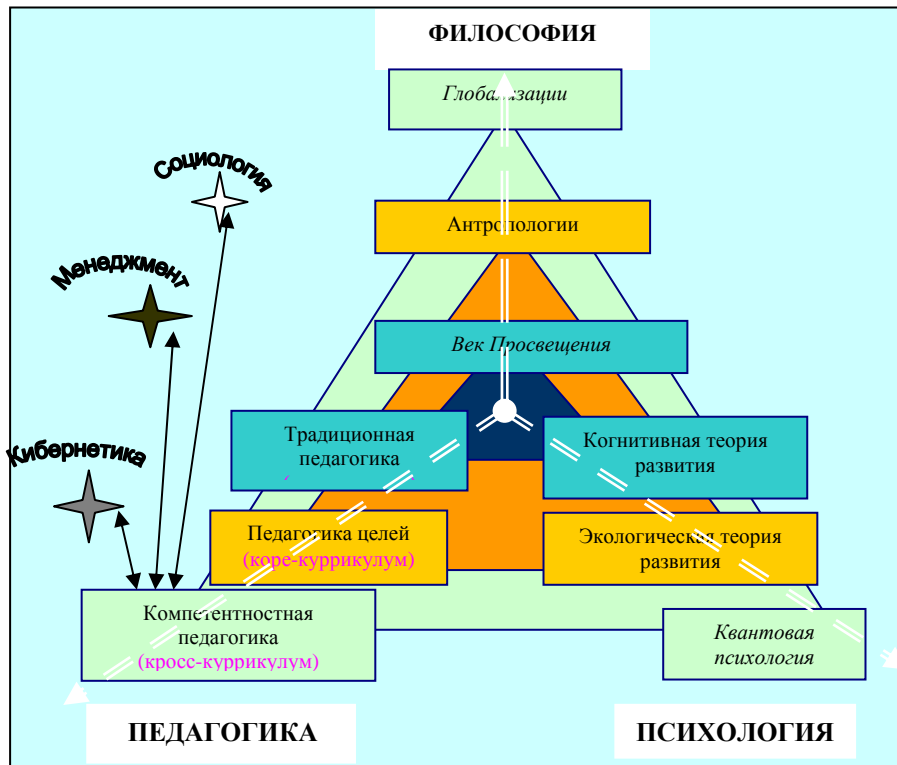 ФИЛОСОФИЯ
Глобализации
Социология
Антропологии
Менеджмент
Век Просвещения
Традиционная
педагогика
Когнитивная теория
развития
Кибернетика
Педагогика целей
(коре-куррикулум)
Экологическая теория
развития
Компетентностная
педагогика
(кросс-куррикулум)
Квантовая
психология
ПЕДАГОГИКА
ПСИХОЛОГИЯ